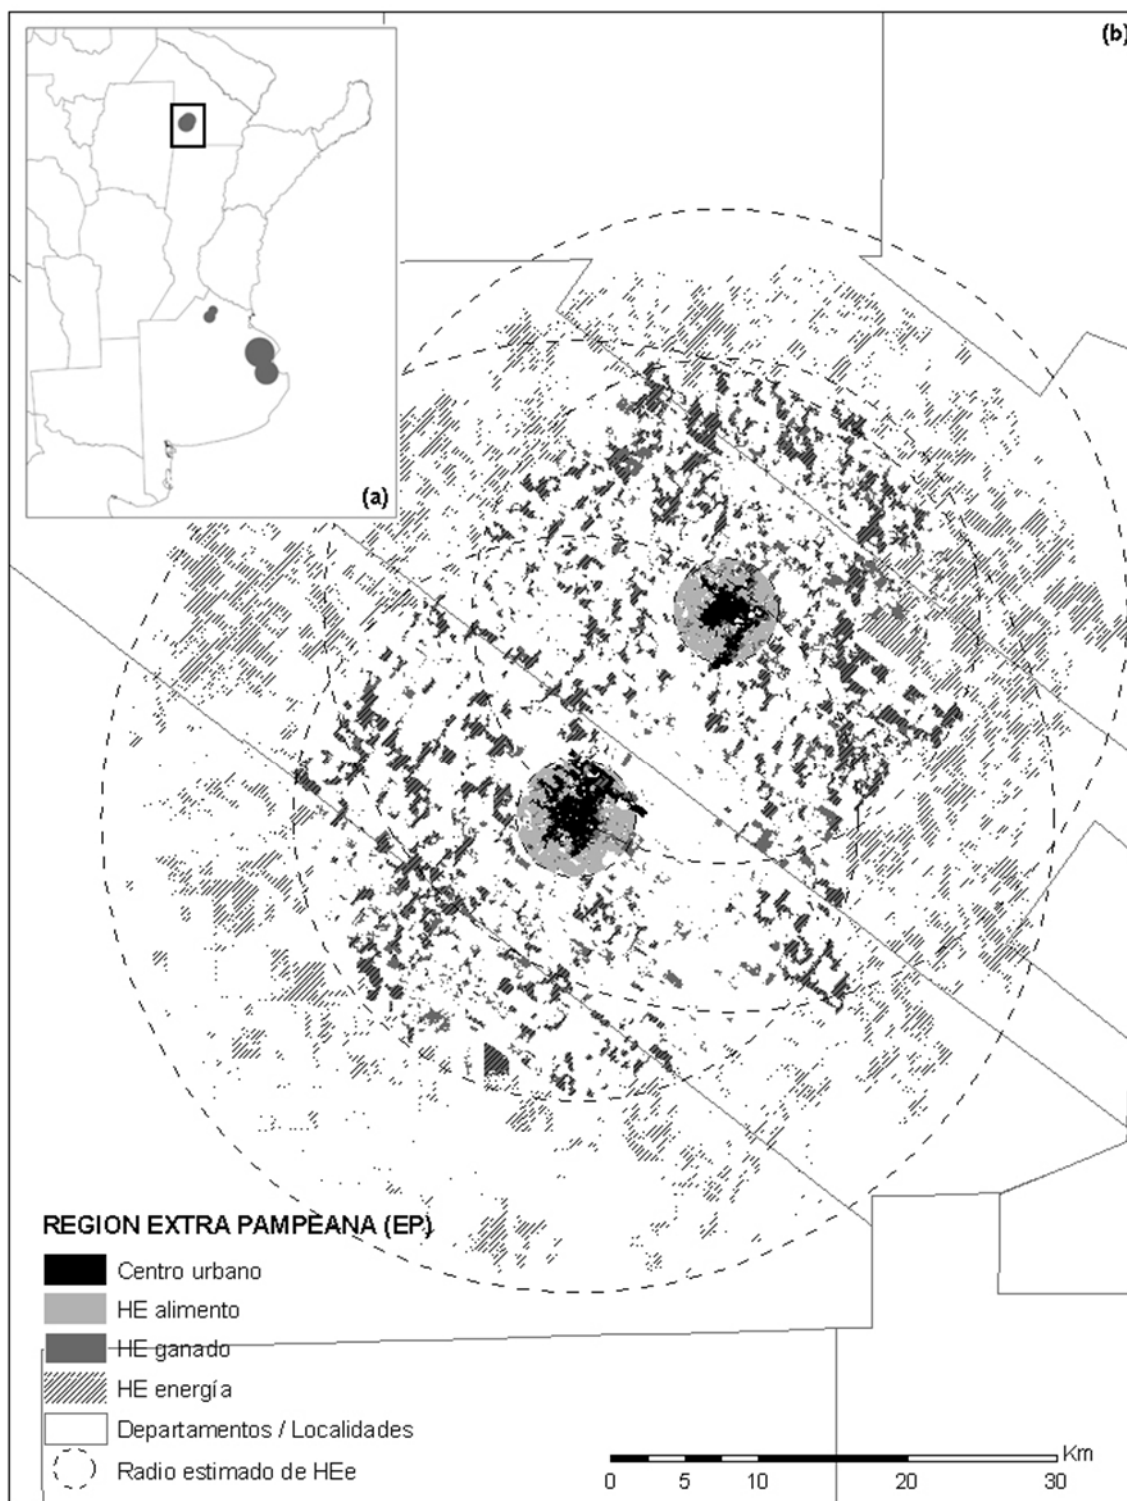 (b)
(a)
REGION EXTRA PAMPEANA (EP)
Centro urbano
HE alimento
HE ganado
HE energía
Departamentos / Localidades
Radio estimado de HEe
Km
0 5 10 20 30